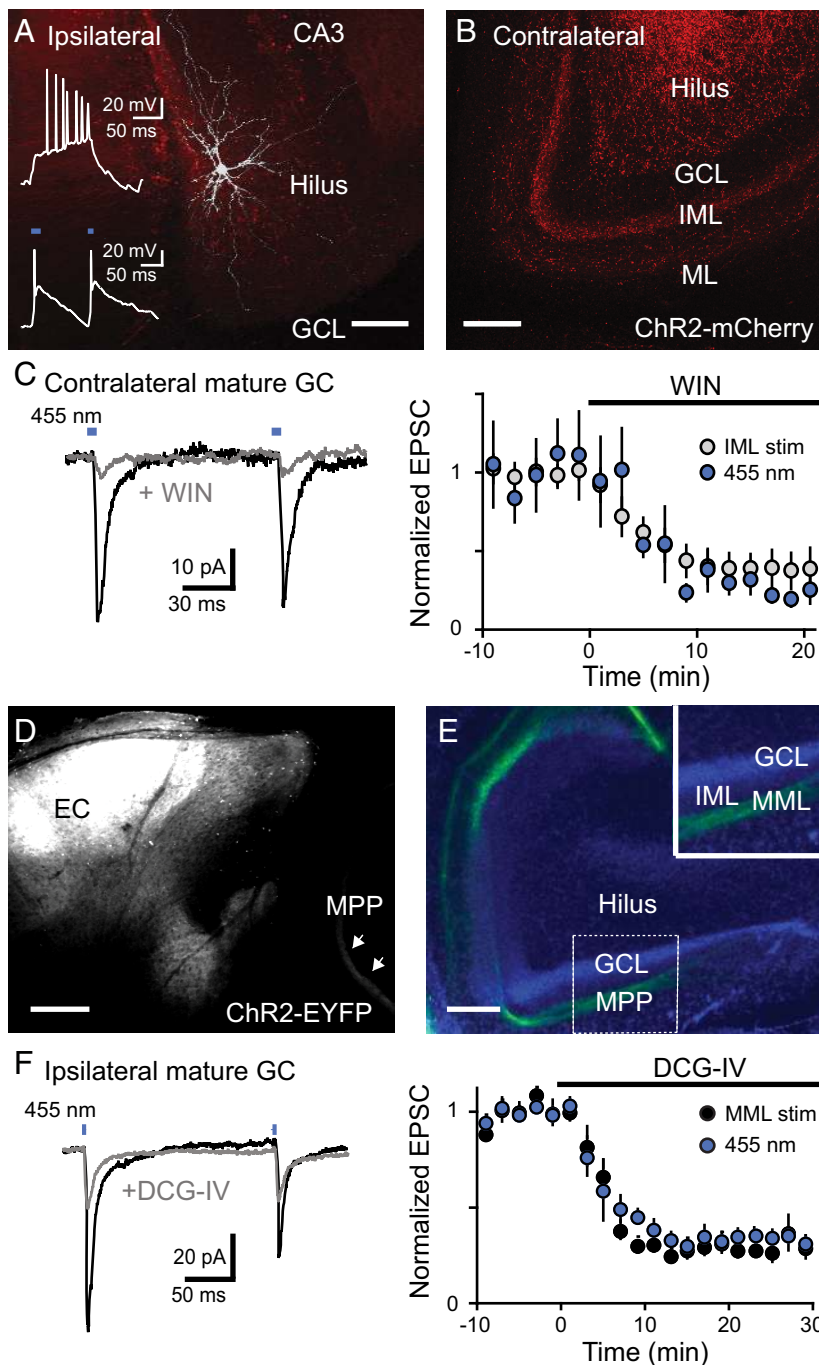 A Ipsilateral
CA3
20 mV
50 ms
Hilus
20 mV
50 ms
GCL
B Contralateral
Hilus
GCL
IML
ML
ChR2-mCherry
C Contralateral mature GC
455 nm
+ WIN
10 pA
30 ms
WIN
IML stim
455 nm
Normalized EPSC
1
0
-10 0 10 20
Time (min)
D
EC
MPP
ChR2-EYFP
E
GCL
IML MML
Hilus
GCL
MPP
F Ipsilateral mature GC
455 nm
+DCG-IV
20 pA
50 ms
DCG-IV
MML stim
455 nm
Normalized EPSC
1
0
-10 0 10 20 30
Time (min)